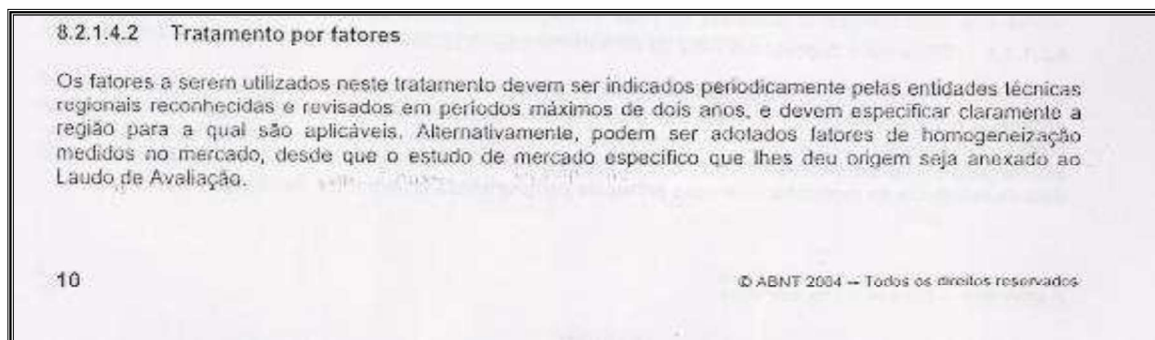 8.2.1.4.2 Tratamento por fatores
Os fatores a serem utilizados neste tratamento devem ser indicados periodicamente pelas entidades técnicas
regionais reconhecidas e revisados em períodos máximos de dois anos, e devem especificar claramente a
região para a qual são aplicáveis. Alternativamente, podem ser adotados fatores de homogeneização
medidos no mercado, desde que o estudo de mercado específico que lhes deu origem seja anexado ao
Laudo de Avaliação.
10
© ABNT 2004 – Todos os direitos reservados